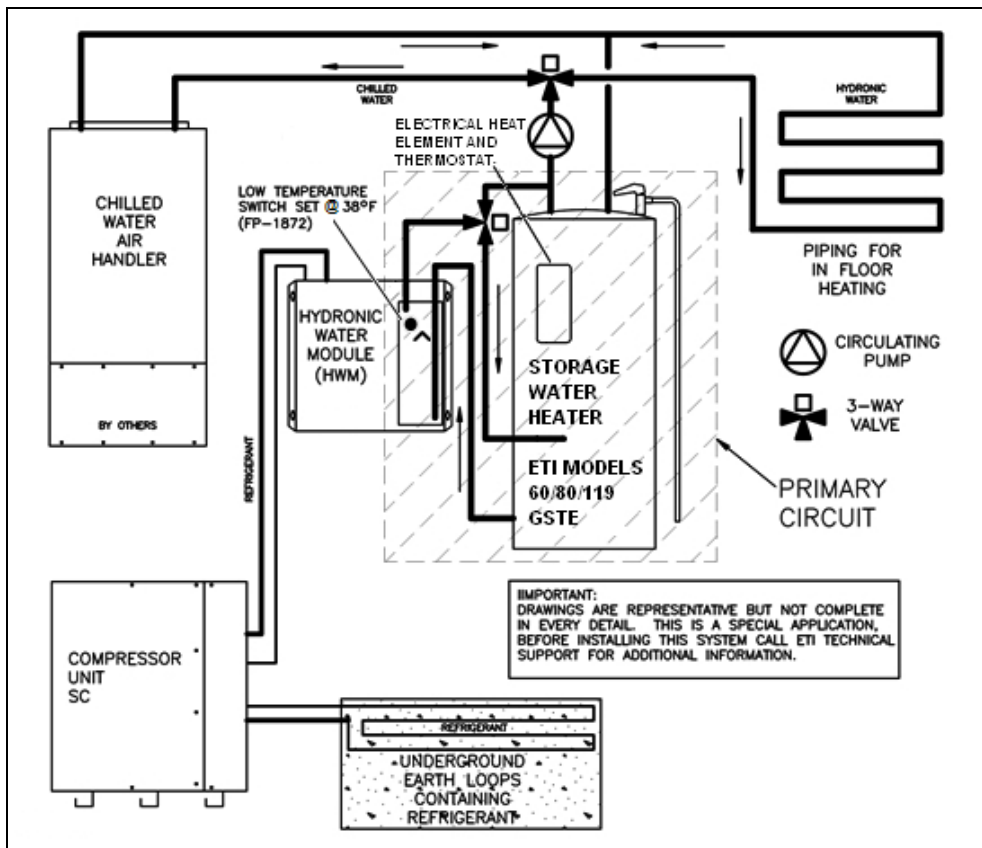 CHILLED
WATER
HYDRONIC
WATER
ELECTRICAL HEAT
ELEMENT AND
THERMOSTAT.
LOW TEMPERATURE
SWITCH SET @ 38°F
(FP-1872)
CHILLED
WATER
AIR
HANDLER
BY OTHERS
HYDRONIC
WATER
MODULE
(HWM)
STORAGE
WATER
HEATER
ETI MODELS
60/80/119
GSTE
PIPING FOR
IN FLOOR
HEATING
CIRCULATING
PUMP
3-WAY
VALVE
PRIMARY
CIRCUIT
REFRIGERANT
IMPORTANT:
DRAWINGS ARE REPRESENTATIVE BUT NOT COMPLETE
IN EVERY DETAIL. THIS IS A SPECIAL APPLICATION,
BEFORE INSTALLING THIS SYSTEM CALL ETI TECHNICAL
SUPPORT FOR ADDITIONAL INFORMATION.
COMPRESSOR
UNIT
SC
REFRIGERANT
UNDERGROUND
EARTH LOOPS
CONTAINING
REFRIGERANT